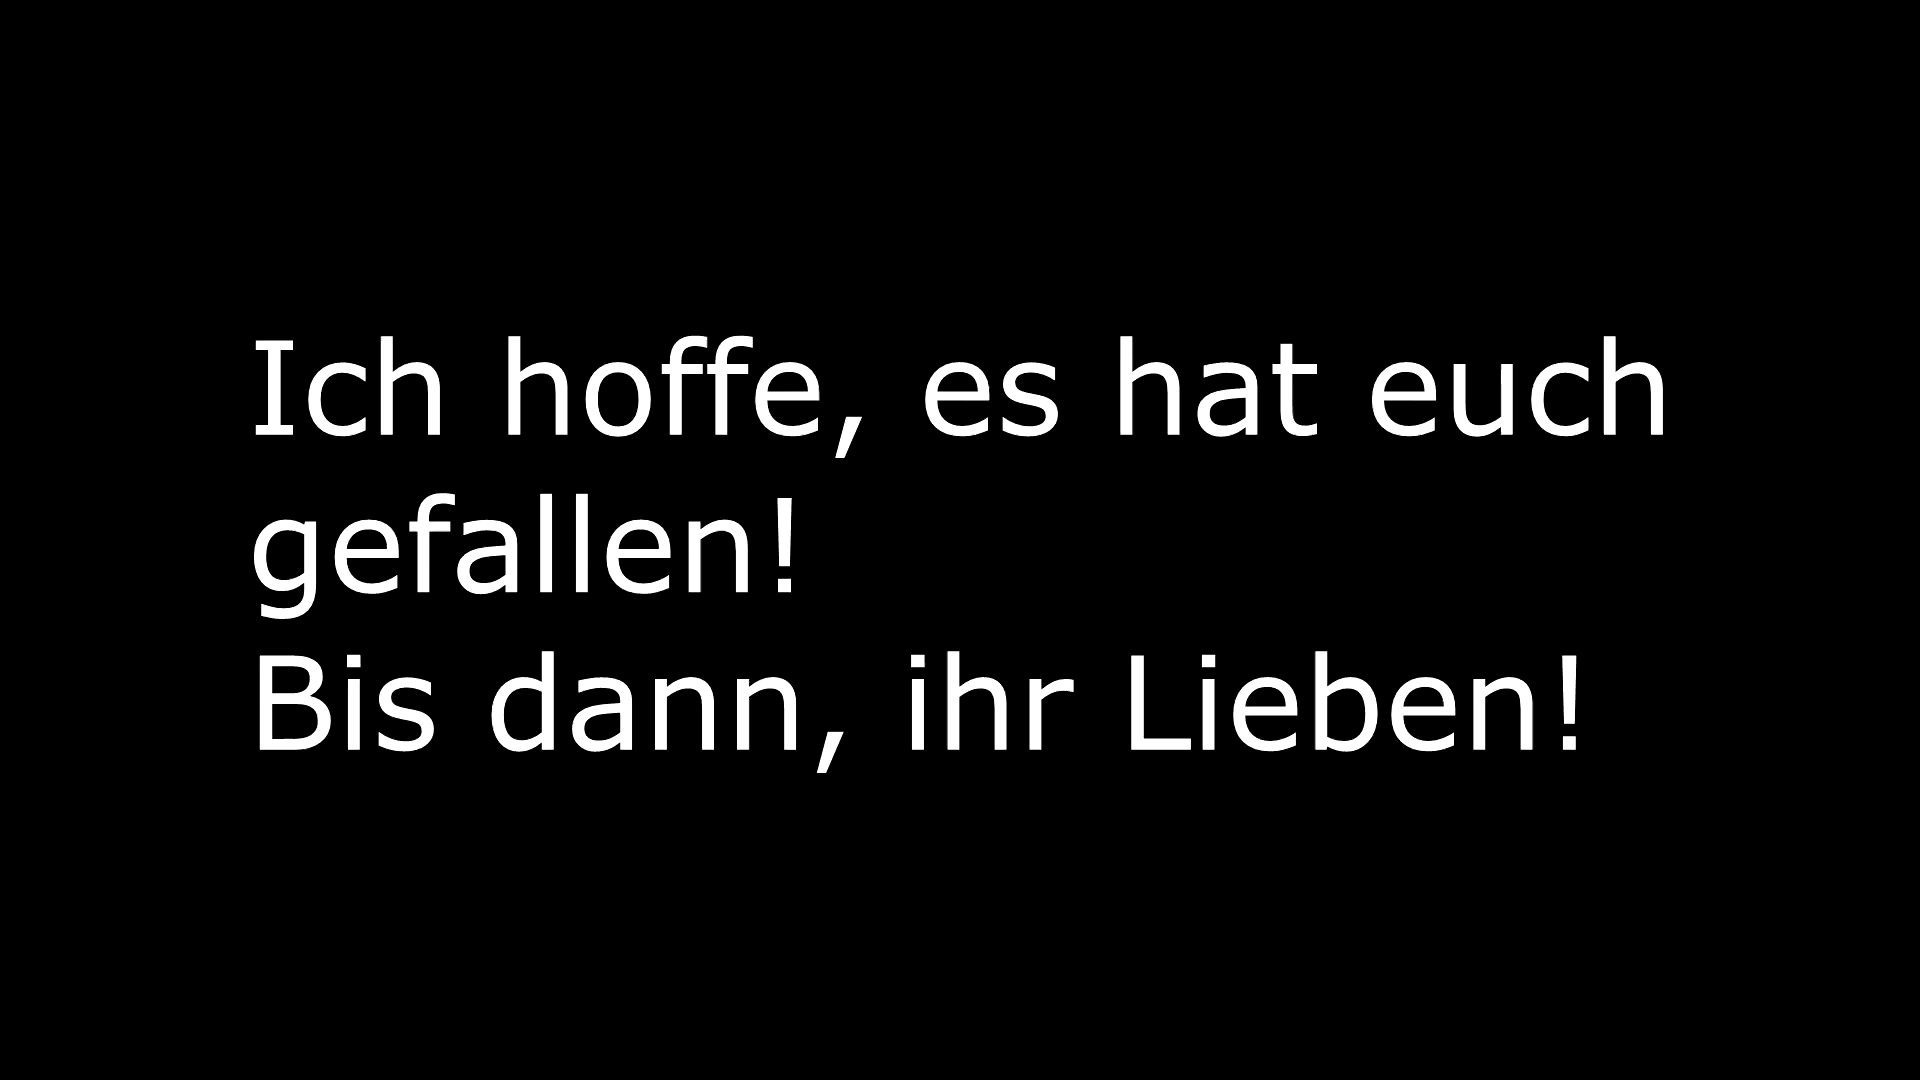 Ich hoffe, es hat euch
gefallen!
Bis dann, ihr Lieben!